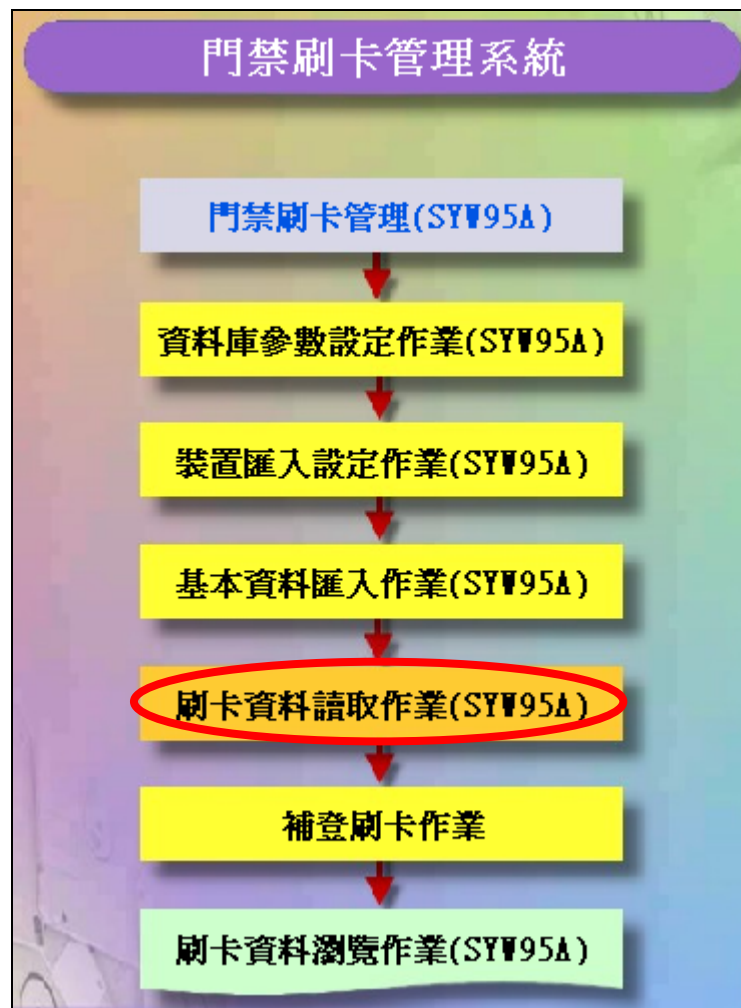 門禁刷卡管理系統
門禁刷卡管理(SYW95A)
資料庫參數設定作業(SYW95A)
裝置匯入設定作業(SYW95A)
基本資料匯入作業(SYW95A)
刷卡資料讀取作業(SYW95A)
補登刷卡作業
刷卡資料瀏覽作業(SYW95A)